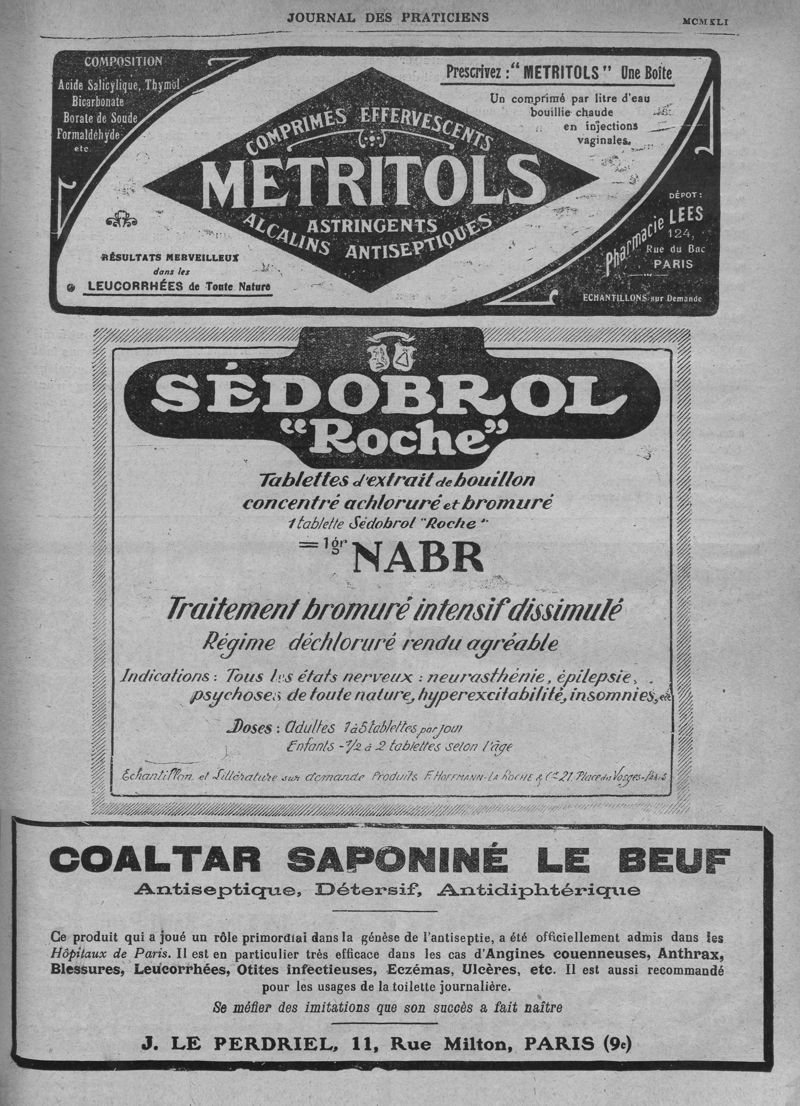 JOURNAL DES PRATICIENS
MCMXLI
COMPOSITION
Acide Salicylique, Thymol
Bicarbonate
Borate de Soude
Formaldéhyde
etc.
Prescrivez : "METRITOLS" Une Boîte
Un comprimé par litre d'eau
bouillie chaude
en injections
vaginales.
COMPRIMÉS EFFERVESCENTS
METRITOLS
ASTRINGENTS
ALCALINS ANTISEPTIQUES
RÉSULTATS MERVEILLEUX
dans les
LEUCORRHÉES de Toute Nature
DÉPOT :
Pharmacie LEES
124,
Rue du Bac
PARIS
ECHANTILLONS sur Demande
SÉDOBROL
"Roche"
Tablettes d'extrait de bouillon
concentré achloruré et bromuré
1 tablette Sédobrol "Roche"
= 1gr NABR
Traitement bromuré intensif dissimulé
Régime déchloruré rendu agréable
Indications : Tous les états nerveux : neurasthénie, épilepsie,
psychoses de toute nature, hyperexcitabilité, insomnies, etc
Doses : Adultes 1 à 5 tablettes par jour
Enfants - 1/2 à 2 tablettes selon l'âge
Echantillon et Littérature sur demande Produits F. HOFFMANN-LA ROCHE & Cie 21, Place des Vosges-Paris
COALTAR SAPONINÉ LE BEUF
Antiseptique, Détersif, Antidiphtérique
Ce produit qui a joué un rôle primordial dans la génèse de l'antiseptie, a été officiellement admis dans les
Hôpitaux de Paris. Il est en particulier très efficace dans les cas d'Angines couenneuses, Anthrax,
Blessures, Leucorrhées, Otites infectieuses, Eczémas, Ulcères, etc. Il est aussi recommandé
pour les usages de la toilette journalière.
Se méfier des imitations que son succès a fait naître
J. LE PERDRIEL, 11, Rue Milton, PARIS (9e)